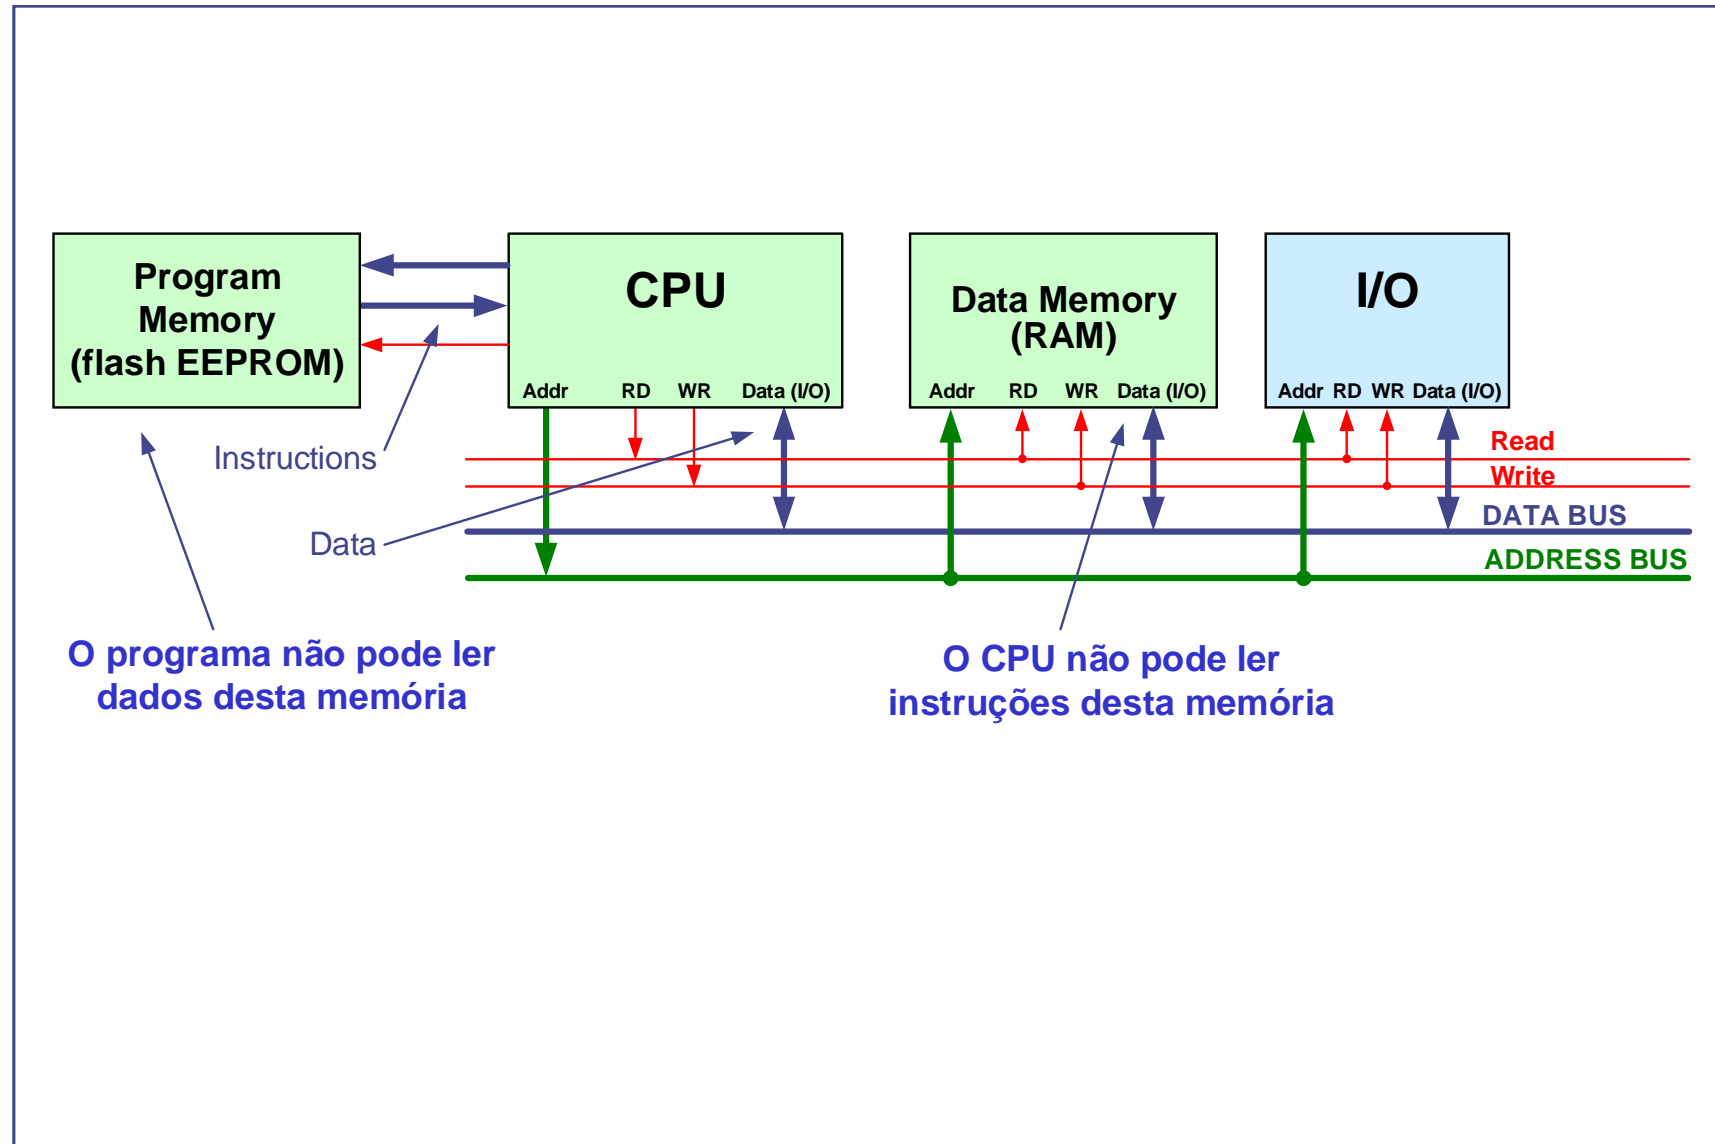 Program
Memory
(flash EEPROM)
CPU
Addr RD WR Data (I/O)
Data Memory
(RAM)
Addr RD WR Data (I/O)
I/O
Addr RD WR Data (I/O)
Instructions
Data
Read
Write
DATA BUS
ADDRESS BUS
O programa não pode ler
dados desta memória
O CPU não pode ler
instruções desta memória